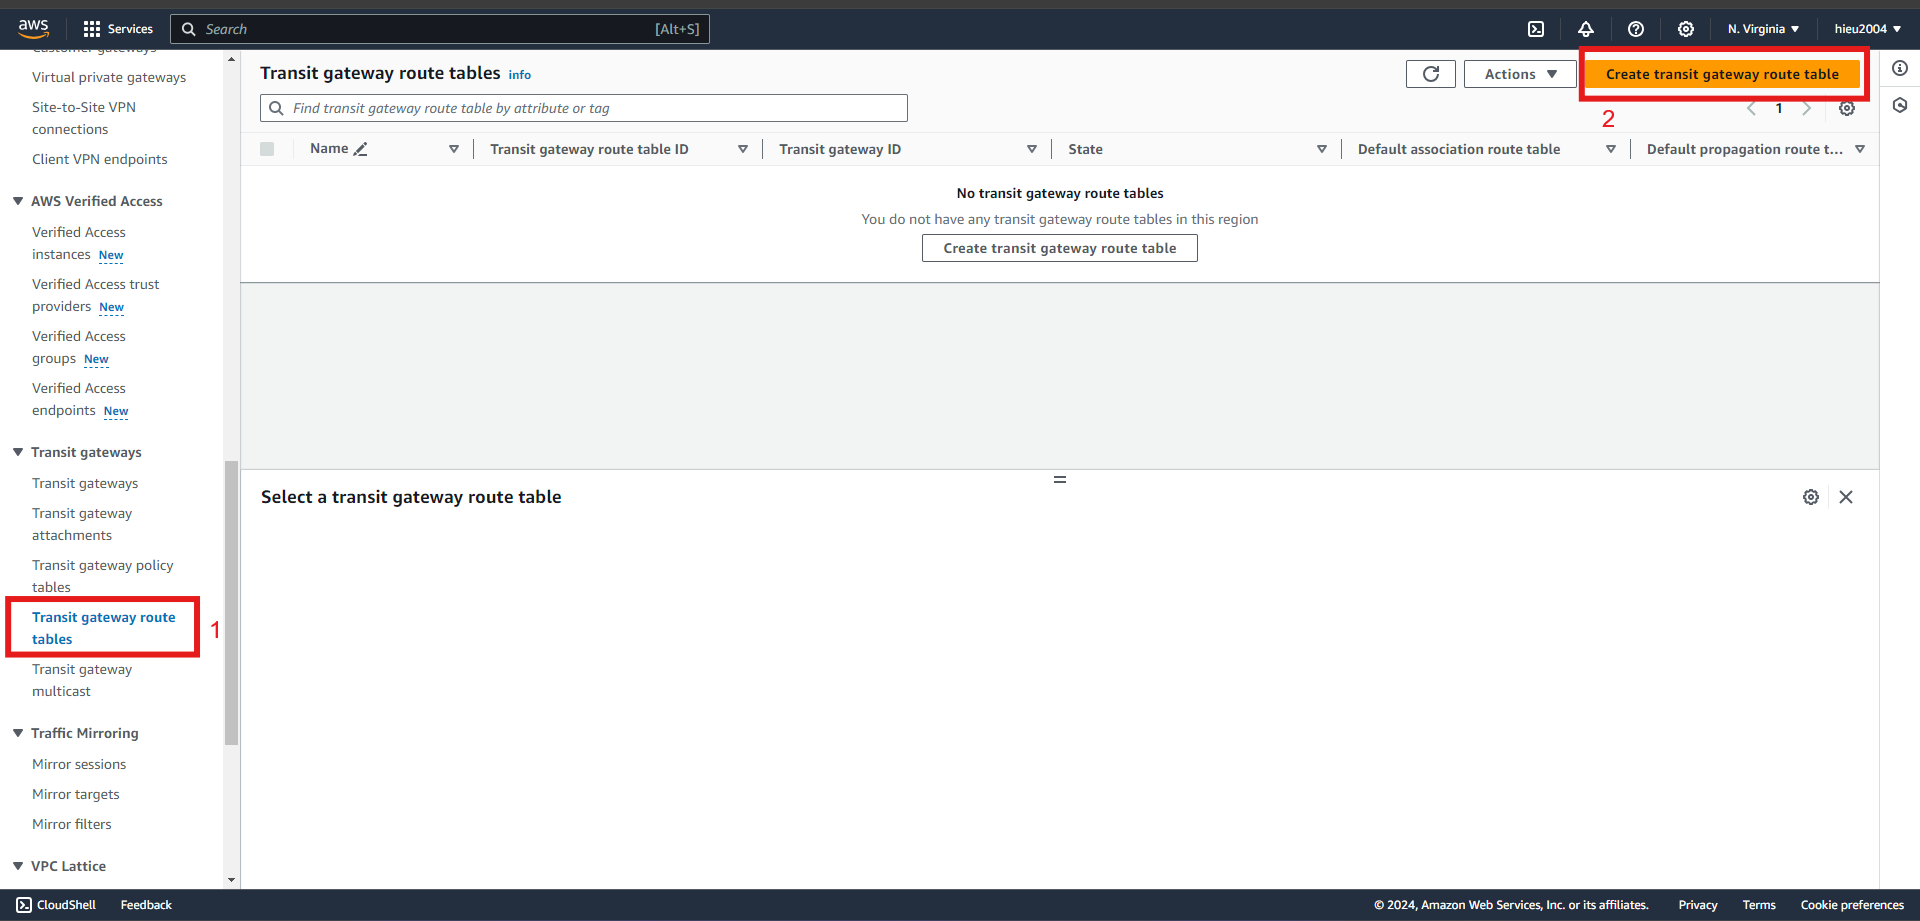 aws
Services
Search
[Alt+S]
N. Virginia
hieu2004
Customer gateways
Virtual private gateways
Site-to-Site VPN
connections
Client VPN endpoints
AWS Verified Access
Verified Access
instances New
Verified Access trust
providers New
Verified Access
groups New
Verified Access
endpoints New
Transit gateways
Transit gateways
Transit gateway
attachments
Transit gateway policy
tables
Transit gateway route
tables
1
Transit gateway
multicast
Traffic Mirroring
Mirror sessions
Mirror targets
Mirror filters
VPC Lattice
Transit gateway route tables info
Actions
Create transit gateway route table
2
Find transit gateway route table by attribute or tag
1
Name
Transit gateway route table ID
Transit gateway ID
State
Default association route table
Default propagation route t...
No transit gateway route tables
You do not have any transit gateway route tables in this region
Create transit gateway route table
Select a transit gateway route table
CloudShell
Feedback
© 2024, Amazon Web Services, Inc. or its affiliates.
Privacy
Terms
Cookie preferences